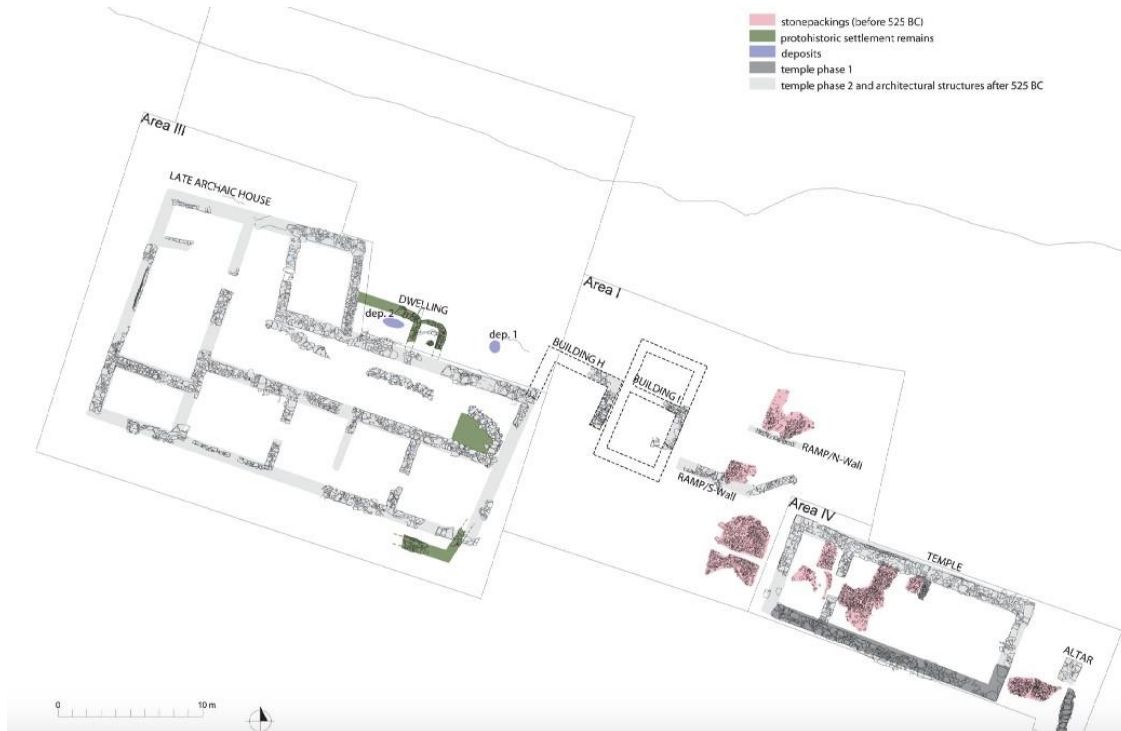 stonepackings (before 525 BC)
protohistoric settlement remains
deposits
temple phase 1
temple phase 2 and architectural structures after 525 BC
Area III
LATE ARCHAIC HOUSE
DWELLING
dep. 2
dep. 1
Area I
BUILDING H
BUILDING I
RAMP/N-Wall
RAMP/S-Wall
Area IV
TEMPLE
ALTAR
0 10 m